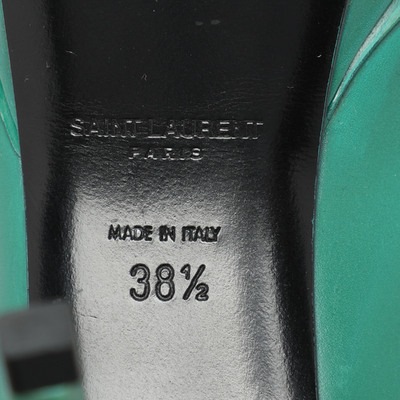 SAINT LAURENT
PARIS
MADE IN ITALY
38½